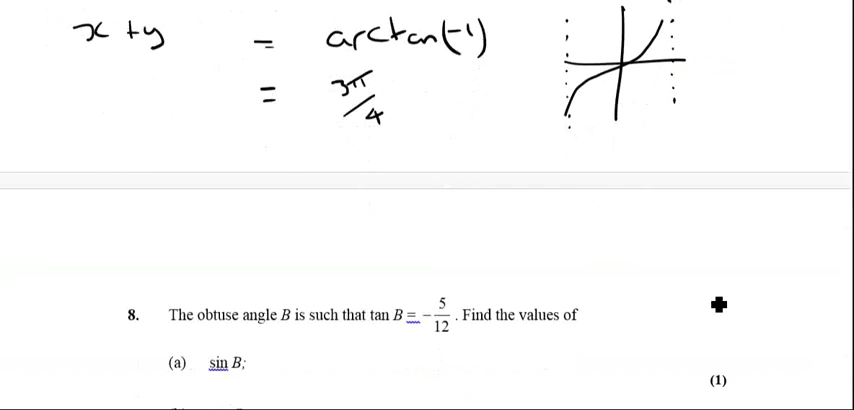 x + y = arctan(-1)
= 3π/4
8. The obtuse angle B is such that tan B = -5/12. Find the values of
(a) sin B;
(1)